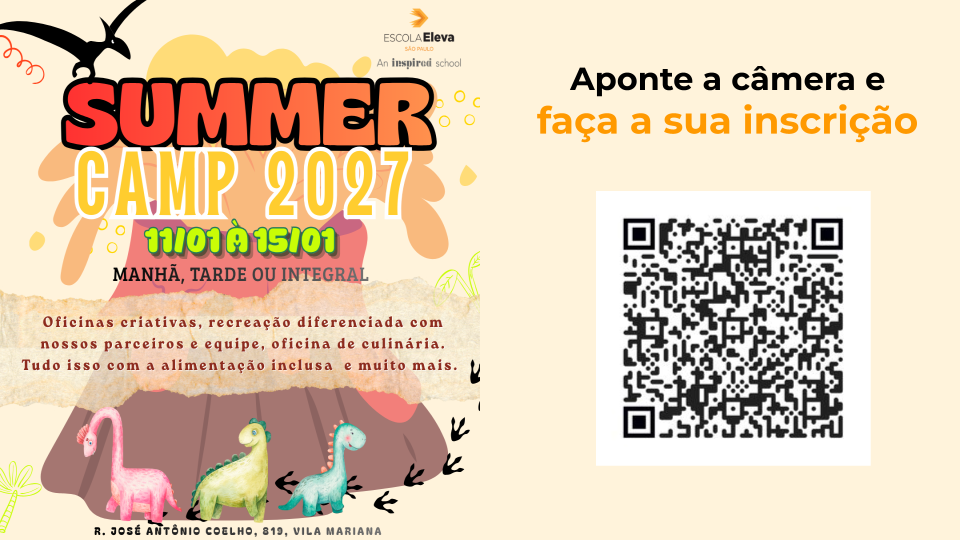 ESCOLA Eleva
SÃO PAULO
An inspired school
SUMMER
CAMP 2027
11/01 À 15/01
MANHÃ, TARDE OU INTEGRAL
Oficinas criativas, recreação diferenciada com
nossos parceiros e equipe, oficina de culinária.
Tudo isso com a alimentação inclusa e muito mais.
R. JOSÉ ANTÔNIO COELHO, 819, VILA MARIANA
Aponte a câmera e
faça a sua inscrição